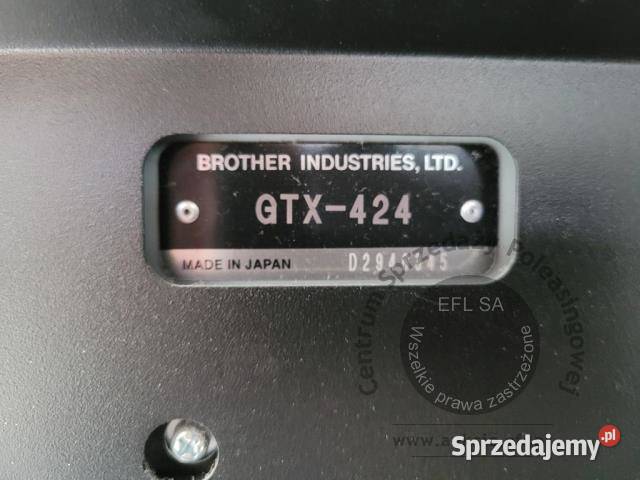 BROTHER INDUSTRIES, LTD.
GTX-424
MADE IN JAPAN
Centrum Sprzedaży Poleasingowej
EFL SA
Wszelkie prawa zastrzeżone
Sprzedajemy.pl